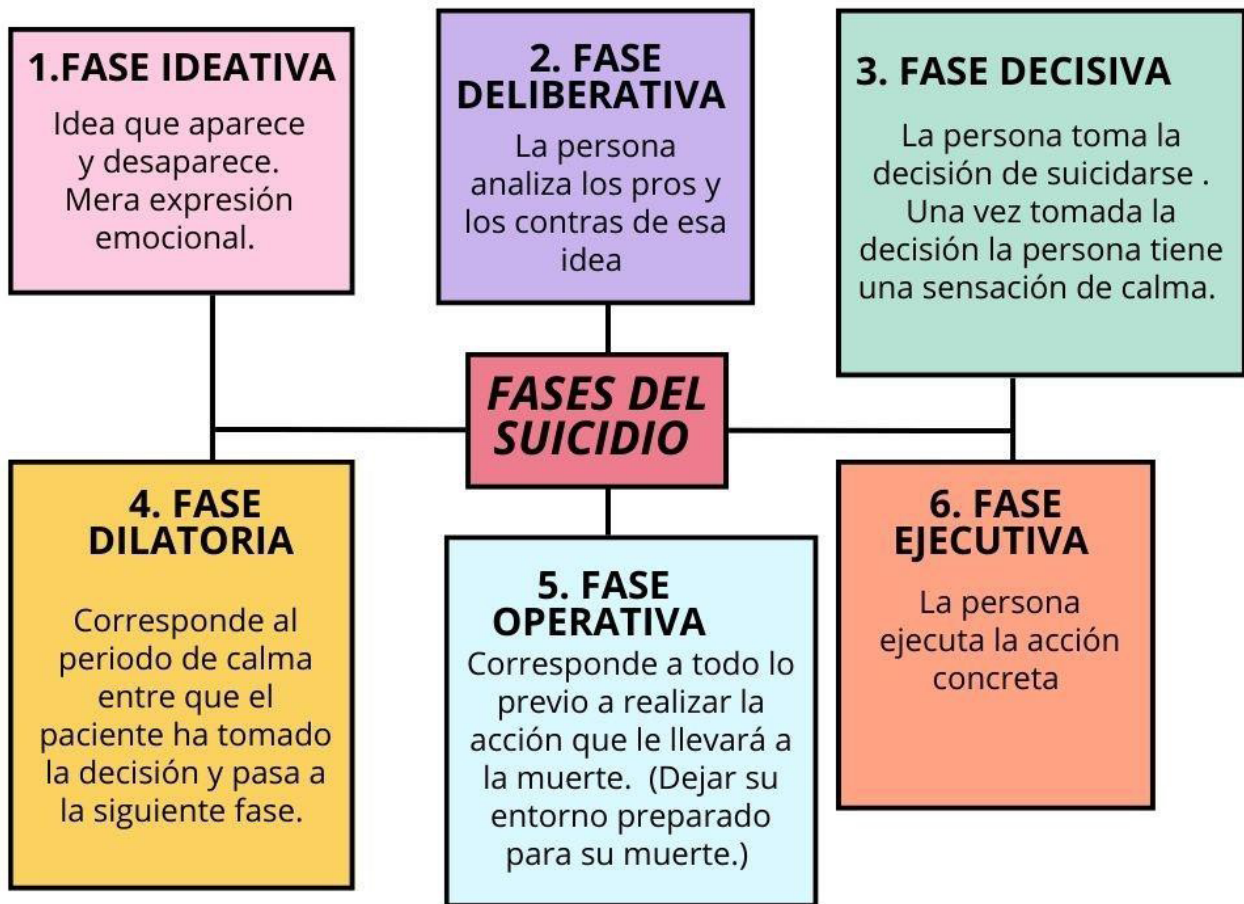 1.FASE IDEATIVA
Idea que aparece
y desaparece.
Mera expresión
emocional.
2. FASE
DELIBERATIVA
La persona
analiza los pros y
los contras de esa
idea
3. FASE DECISIVA
La persona toma la
decisión de suicidarse .
Una vez tomada la
decisión la persona tiene
una sensación de calma.
FASES DEL
SUICIDIO
4. FASE
DILATORIA
Corresponde al
periodo de calma
entre que el
paciente ha tomado
la decisión y pasa a
la siguiente fase.
5. FASE
OPERATIVA
Corresponde a todo lo
previo a realizar la
acción que le llevará a
la muerte. (Dejar su
entorno preparado
para su muerte.)
6. FASE
EJECUTIVA
La persona
ejecuta la acción
concreta